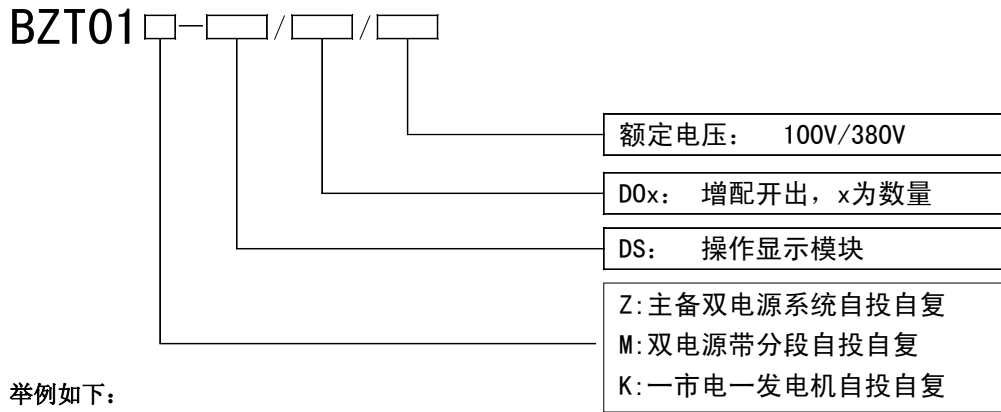 BZT01□-□/□/□
额定电压： 100V/380V
DOx： 增配开出，x为数量
DS： 操作显示模块
Z:主备双电源系统自投自复
M:双电源带分段自投自复
K:一市电一发电机自投自复
举例如下：